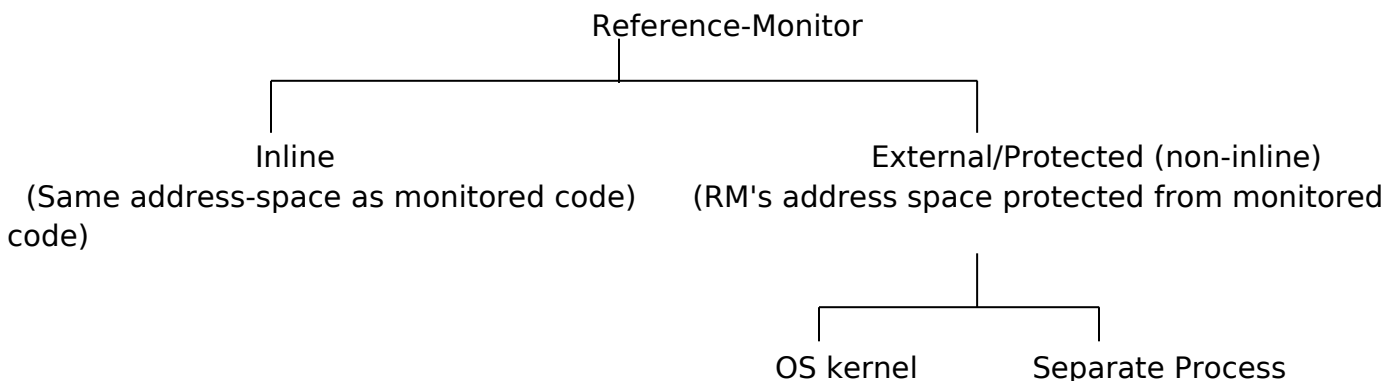 Reference-Monitor
Inline External/Protected (non-inline)
(Same address-space as monitored code) (RM's address space protected from monitored
code)
OS kernel Separate Process